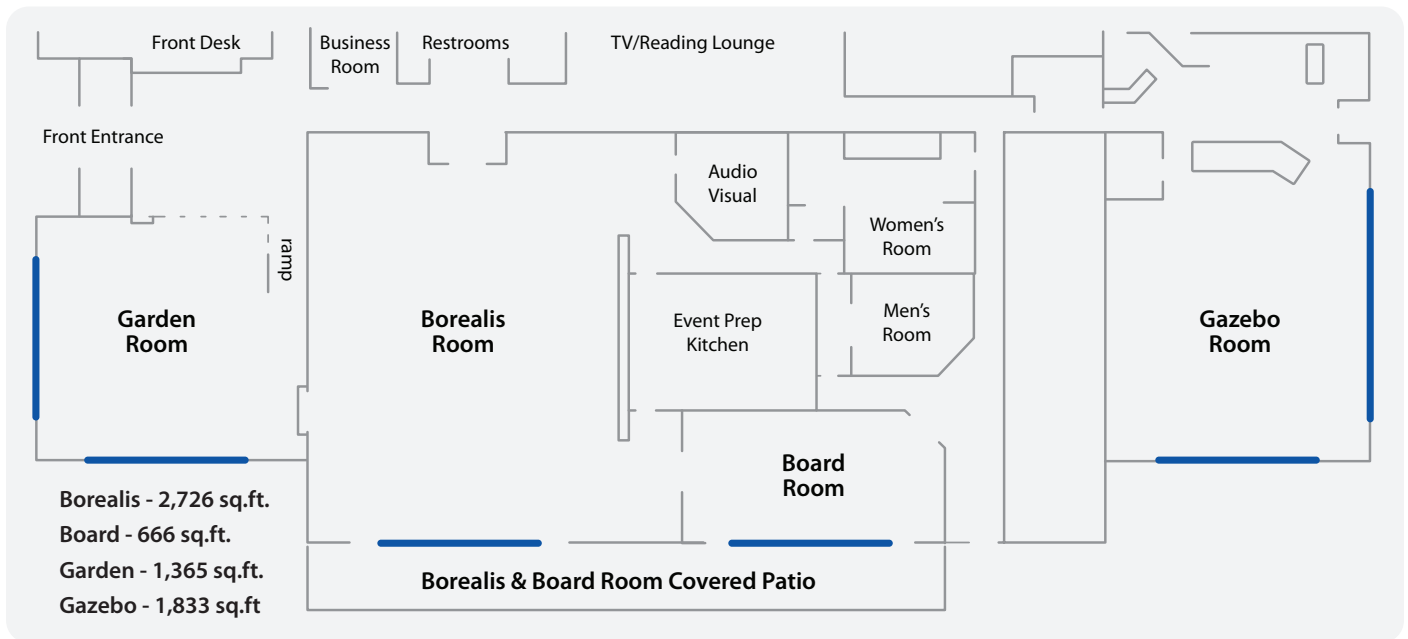 Front Desk
Business
Room
Restrooms
TV/Reading Lounge
Front Entrance
Audio
Visual
Women's
Room
ramp
Garden
Room
Borealis
Room
Event Prep
Kitchen
Men's
Room
Gazebo
Room
Board
Room
Borealis - 2,726 sq.ft.
Board - 666 sq.ft.
Garden - 1,365 sq.ft.
Gazebo - 1,833 sq.ft
Borealis & Board Room Covered Patio